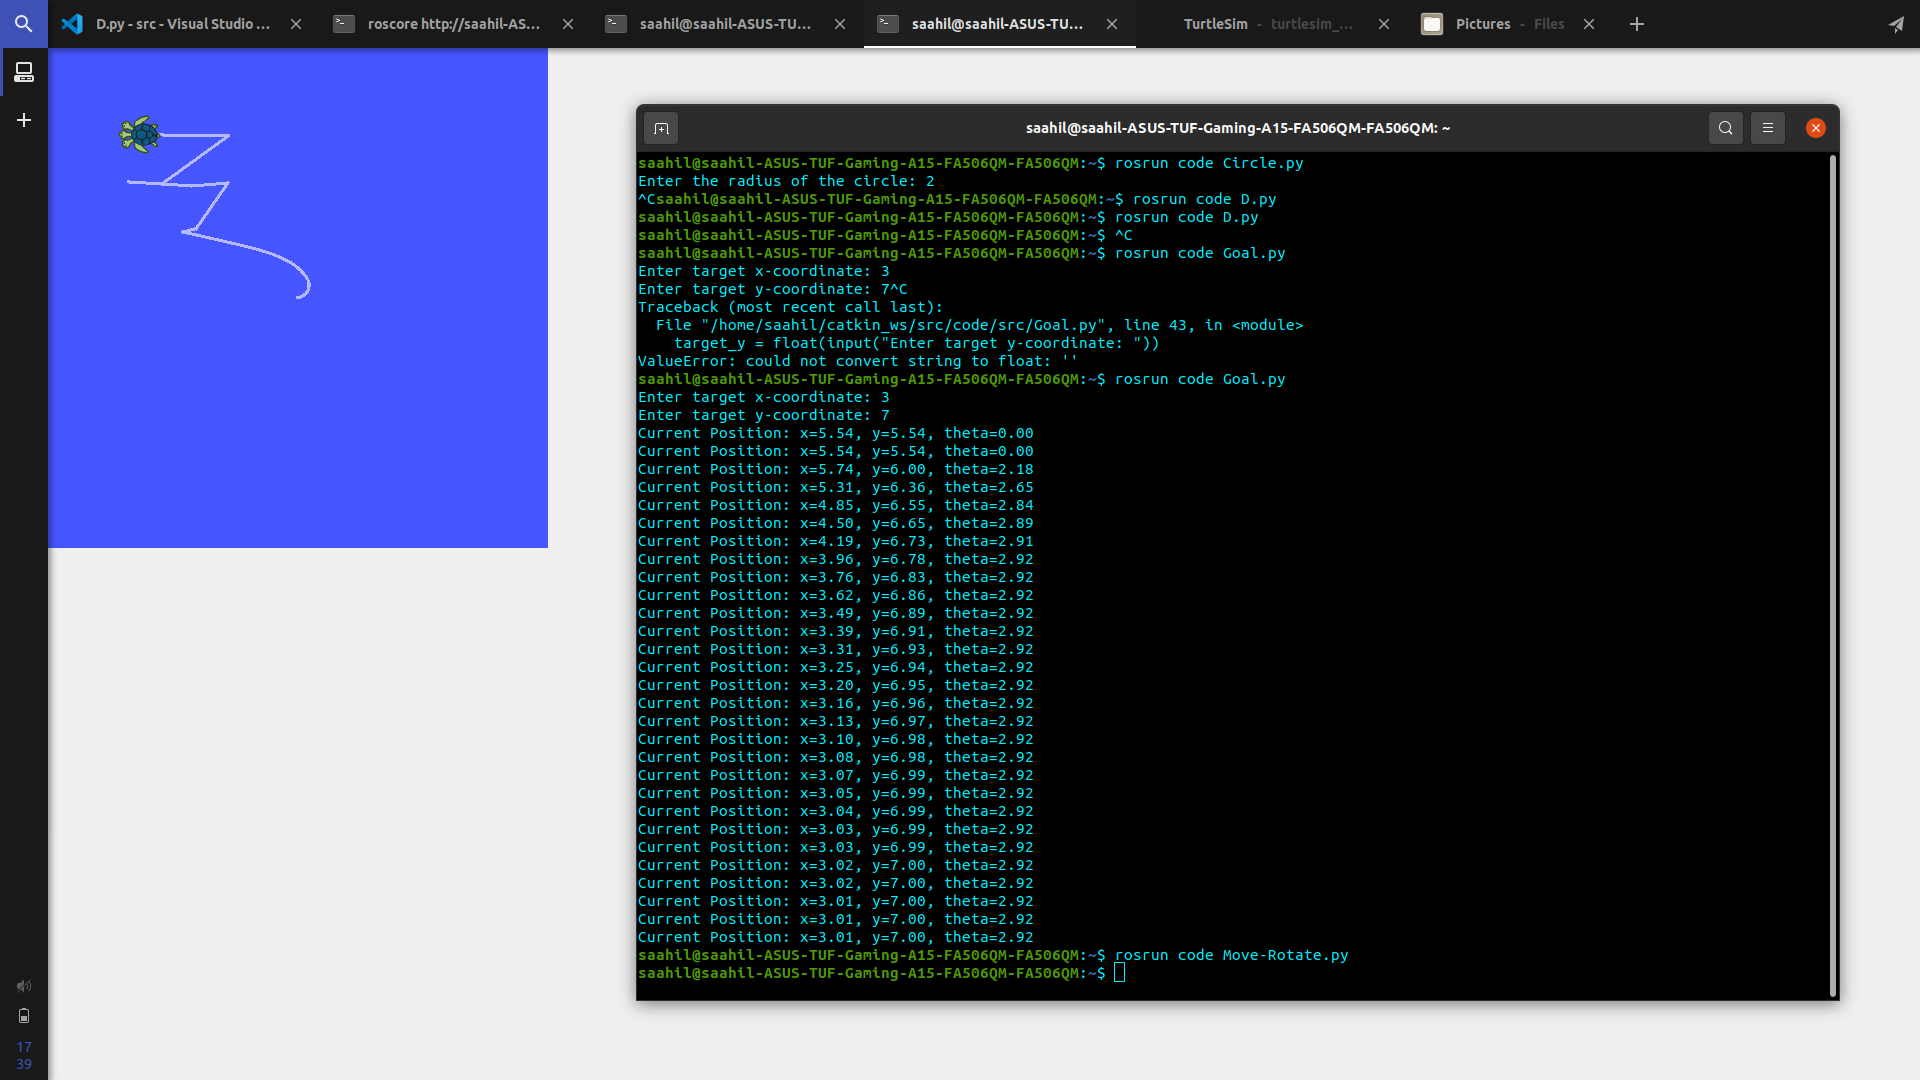 D.py - src - Visual Studio ...
roscore http://saahil-AS...
saahil@saahil-ASUS-TU...
saahil@saahil-ASUS-TU...
TurtleSim - turtlesim_...
Pictures - Files
saahil@saahil-ASUS-TUF-Gaming-A15-FA506QM-FA506QM: ~
saahil@saahil-ASUS-TUF-Gaming-A15-FA506QM-FA506QM:~$ rosrun code Circle.py
Enter the radius of the circle: 2
^Csaahil@saahil-ASUS-TUF-Gaming-A15-FA506QM-FA506QM:~$ rosrun code D.py
saahil@saahil-ASUS-TUF-Gaming-A15-FA506QM-FA506QM:~$ rosrun code D.py
saahil@saahil-ASUS-TUF-Gaming-A15-FA506QM-FA506QM:~$ ^C
saahil@saahil-ASUS-TUF-Gaming-A15-FA506QM-FA506QM:~$ rosrun code Goal.py
Enter target x-coordinate: 3
Enter target y-coordinate: 7^C
Traceback (most recent call last):
  File "/home/saahil/catkin_ws/src/code/src/Goal.py", line 43, in <module>
    target_y = float(input("Enter target y-coordinate: "))
ValueError: could not convert string to float: ''
saahil@saahil-ASUS-TUF-Gaming-A15-FA506QM-FA506QM:~$ rosrun code Goal.py
Enter target x-coordinate: 3
Enter target y-coordinate: 7
Current Position: x=5.54, y=5.54, theta=0.00
Current Position: x=5.54, y=5.54, theta=0.00
Current Position: x=5.74, y=6.00, theta=2.18
Current Position: x=5.31, y=6.36, theta=2.65
Current Position: x=4.85, y=6.55, theta=2.84
Current Position: x=4.50, y=6.65, theta=2.89
Current Position: x=4.19, y=6.73, theta=2.91
Current Position: x=3.96, y=6.78, theta=2.92
Current Position: x=3.76, y=6.83, theta=2.92
Current Position: x=3.62, y=6.86, theta=2.92
Current Position: x=3.49, y=6.89, theta=2.92
Current Position: x=3.39, y=6.91, theta=2.92
Current Position: x=3.31, y=6.93, theta=2.92
Current Position: x=3.25, y=6.94, theta=2.92
Current Position: x=3.20, y=6.95, theta=2.92
Current Position: x=3.16, y=6.96, theta=2.92
Current Position: x=3.13, y=6.97, theta=2.92
Current Position: x=3.10, y=6.98, theta=2.92
Current Position: x=3.08, y=6.98, theta=2.92
Current Position: x=3.07, y=6.99, theta=2.92
Current Position: x=3.05, y=6.99, theta=2.92
Current Position: x=3.04, y=6.99, theta=2.92
Current Position: x=3.03, y=6.99, theta=2.92
Current Position: x=3.03, y=6.99, theta=2.92
Current Position: x=3.02, y=7.00, theta=2.92
Current Position: x=3.02, y=7.00, theta=2.92
Current Position: x=3.01, y=7.00, theta=2.92
Current Position: x=3.01, y=7.00, theta=2.92
Current Position: x=3.01, y=7.00, theta=2.92
saahil@saahil-ASUS-TUF-Gaming-A15-FA506QM-FA506QM:~$ rosrun code Move-Rotate.py
saahil@saahil-ASUS-TUF-Gaming-A15-FA506QM-FA506QM:~$
17
39